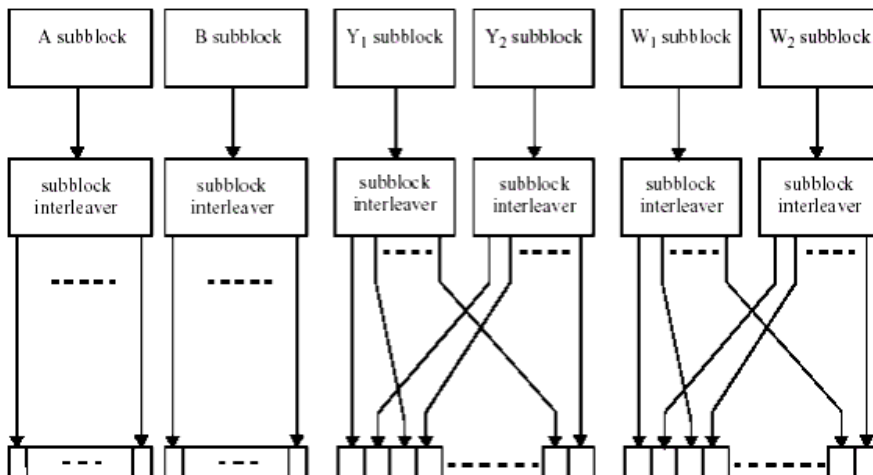 A subblock
B subblock
Y₁ subblock
Y₂ subblock
W₁ subblock
W₂ subblock
subblock
interleaver
subblock
interleaver
subblock
interleaver
subblock
interleaver
subblock
interleaver
subblock
interleaver